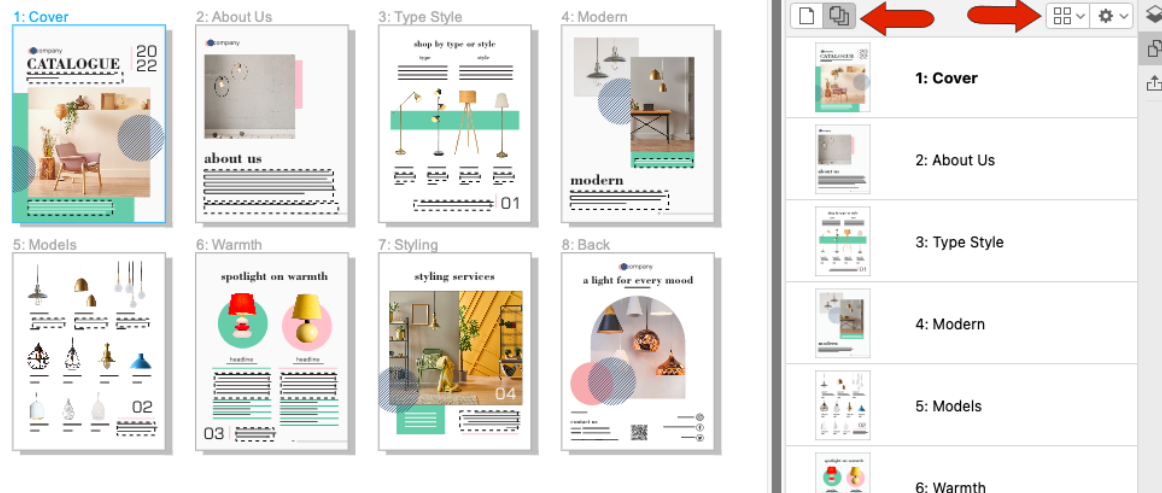 1: Cover
2: About Us
3: Type Style
4: Modern
company
20
22
CATALOGUE
company
about us
shop by type or style
type
style
01
modern
5: Models
6: Warmth
7: Styling
8: Back
02
spotlight on warmth
headline
headline
03
styling services
04
company
a light for every mood
contact us
1: Cover
2: About Us
3: Type Style
4: Modern
5: Models
6: Warmth